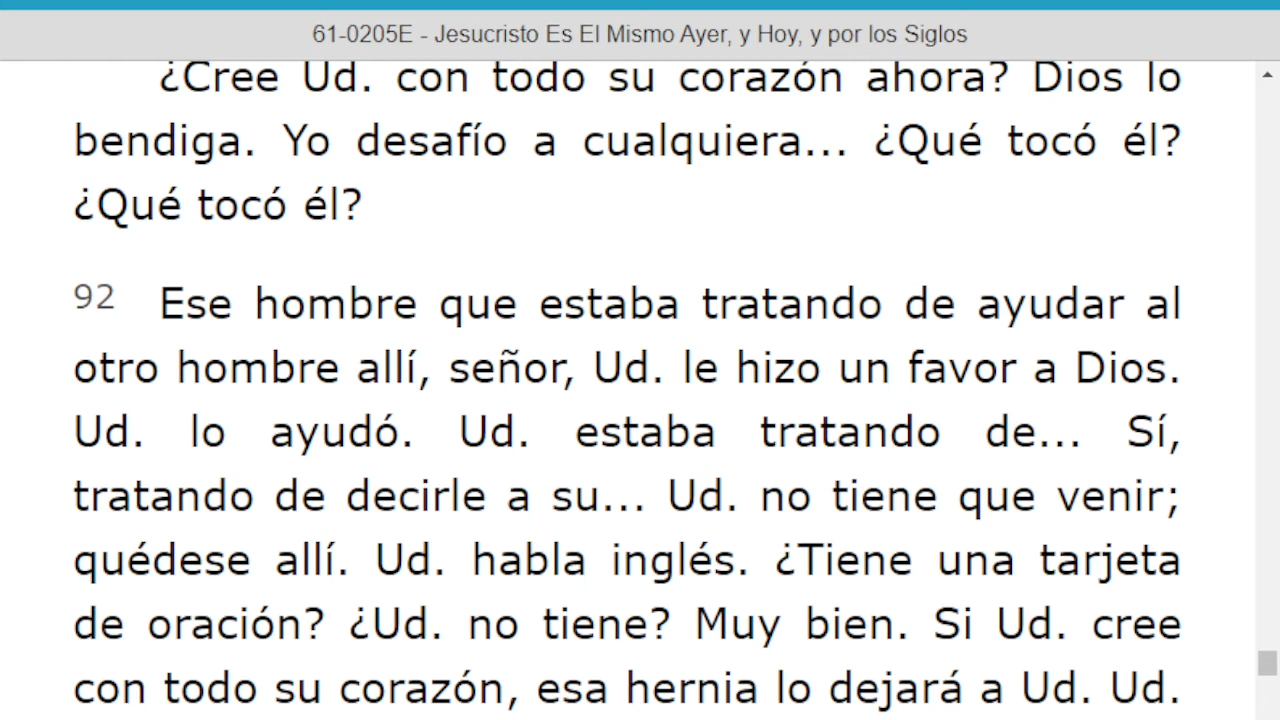 61-0205E - Jesucristo Es El Mismo Ayer, y Hoy, y por los Siglos
¿Cree Ud. con todo su corazón ahora? Dios lo
bendiga. Yo desafío a cualquiera... ¿Qué tocó él?
¿Qué tocó él?
92 Ese hombre que estaba tratando de ayudar al
otro hombre allí, señor, Ud. le hizo un favor a Dios.
Ud. lo ayudó. Ud. estaba tratando de... Sí,
tratando de decirle a su... Ud. no tiene que venir;
quédese allí. Ud. habla inglés. ¿Tiene una tarjeta
de oración? ¿Ud. no tiene? Muy bien. Si Ud. cree
con todo su corazón, esa hernia lo dejará a Ud. Ud.